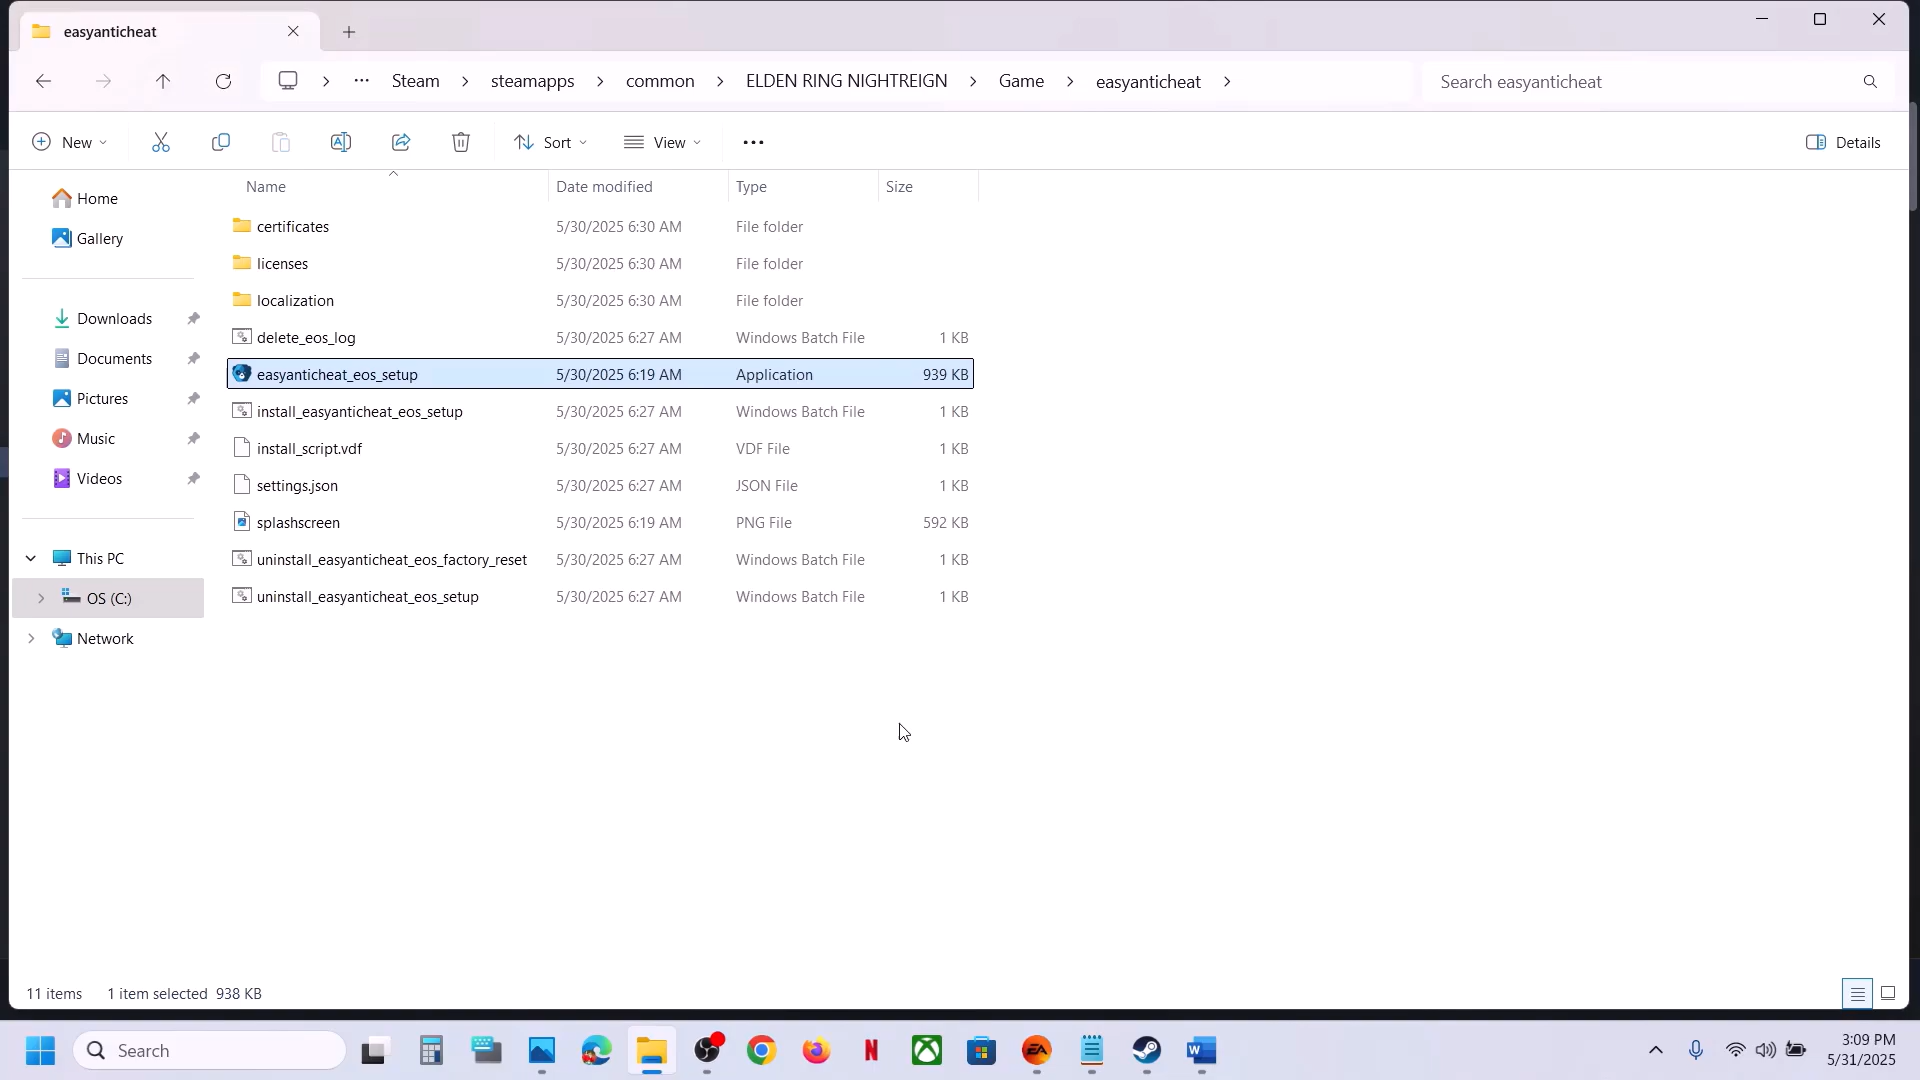 easyanticheat
Steam
steamapps
common
ELDEN RING NIGHTREIGN
Game
easyanticheat
Search easyanticheat
New
Sort
View
Details
Name
Date modified
Type
Size
Home
Gallery
Downloads
Documents
Pictures
Music
Videos
This PC
OS (C:)
Network
certificates 5/30/2025 6:30 AM File folder
licenses 5/30/2025 6:30 AM File folder
localization 5/30/2025 6:30 AM File folder
delete_eos_log 5/30/2025 6:27 AM Windows Batch File 1 KB
easyanticheat_eos_setup 5/30/2025 6:19 AM Application 939 KB
install_easyanticheat_eos_setup 5/30/2025 6:27 AM Windows Batch File 1 KB
install_script.vdf 5/30/2025 6:27 AM VDF File 1 KB
settings.json 5/30/2025 6:27 AM JSON File 1 KB
splashscreen 5/30/2025 6:19 AM PNG File 592 KB
uninstall_easyanticheat_eos_factory_reset 5/30/2025 6:27 AM Windows Batch File 1 KB
uninstall_easyanticheat_eos_setup 5/30/2025 6:27 AM Windows Batch File 1 KB
11 items 1 item selected 938 KB
Search
3:09 PM
5/31/2025